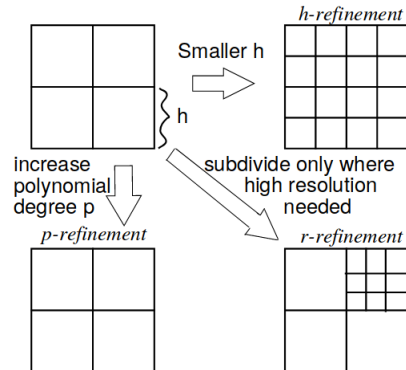 h-refinement
Smaller h
h
increase
polynomial
degree p
subdivide only where
high resolution
needed
p-refinement
r-refinement